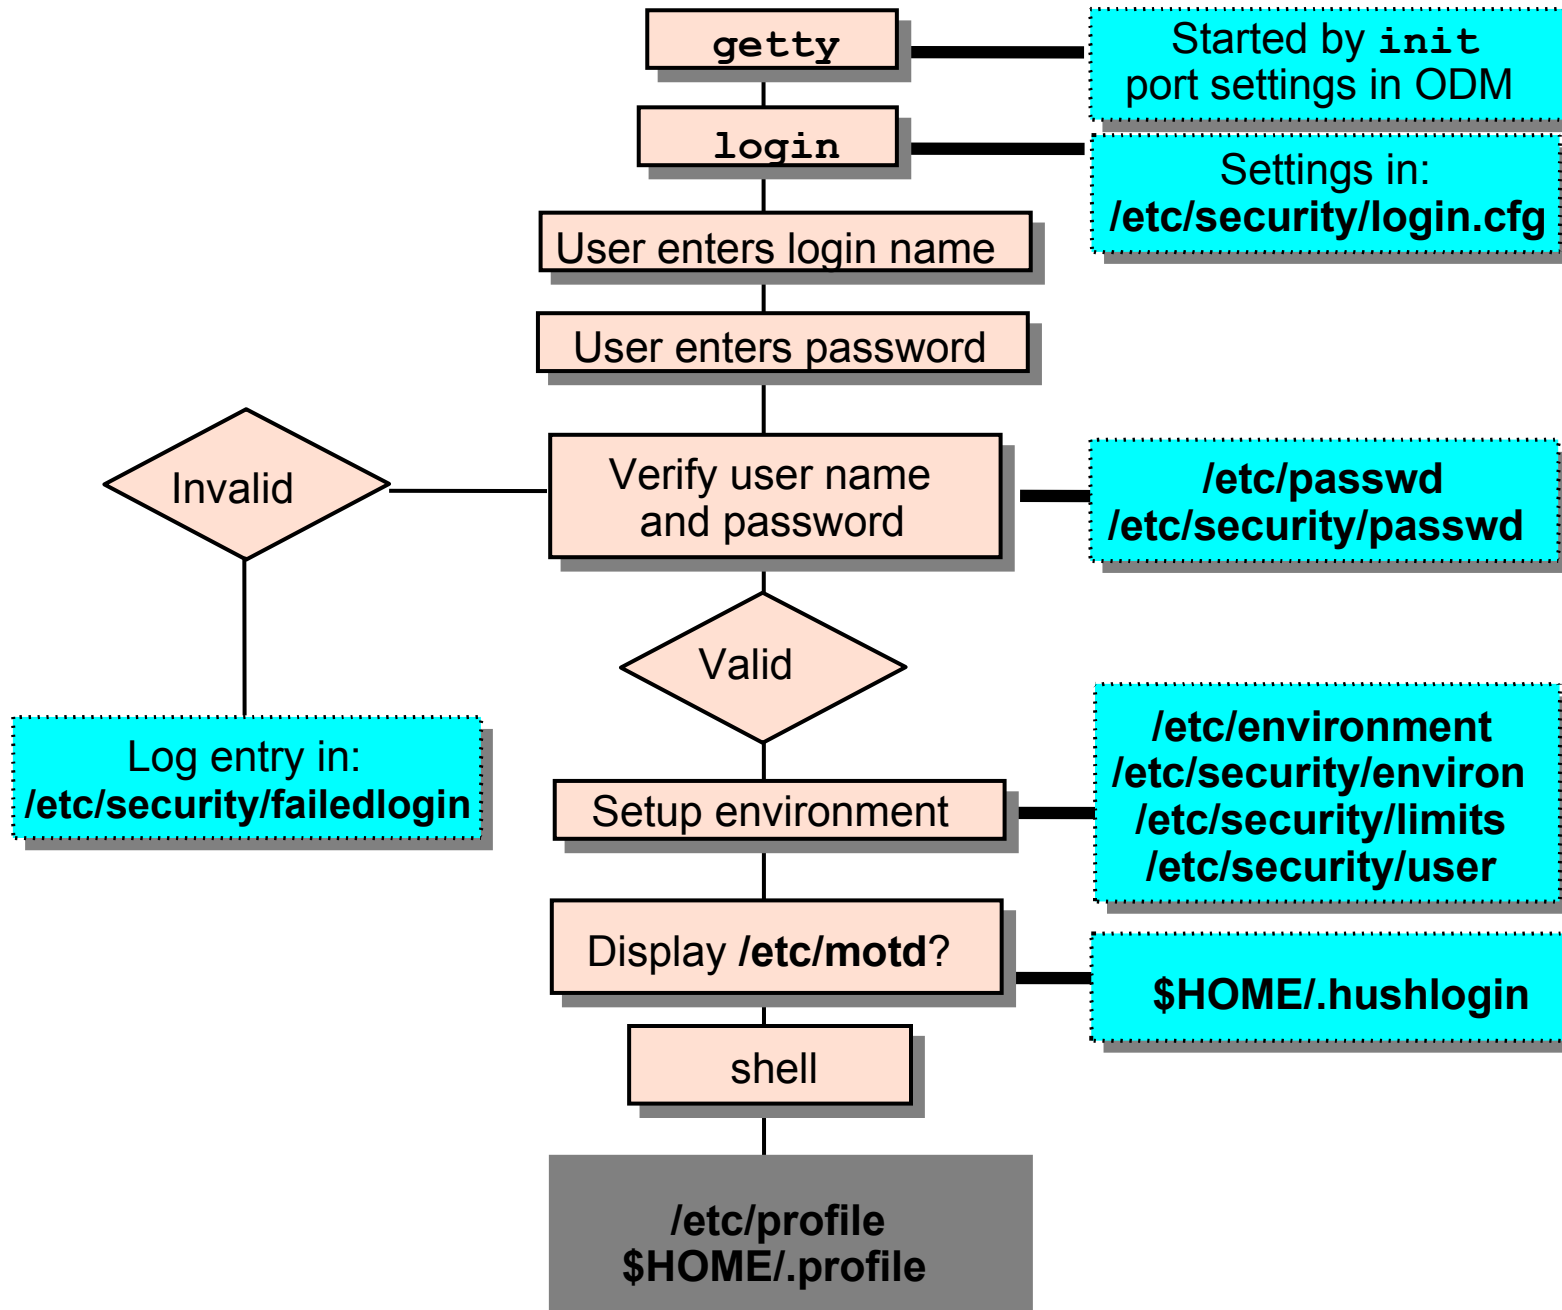 getty
Started by init
port settings in ODM
login
Settings in:
/etc/security/login.cfg
User enters login name
User enters password
Invalid
Verify user name
and password
/etc/passwd
/etc/security/passwd
Valid
Log entry in:
/etc/security/failedlogin
Setup environment
/etc/environment
/etc/security/environ
/etc/security/limits
/etc/security/user
Display /etc/motd?
$HOME/.hushlogin
shell
/etc/profile
$HOME/.profile